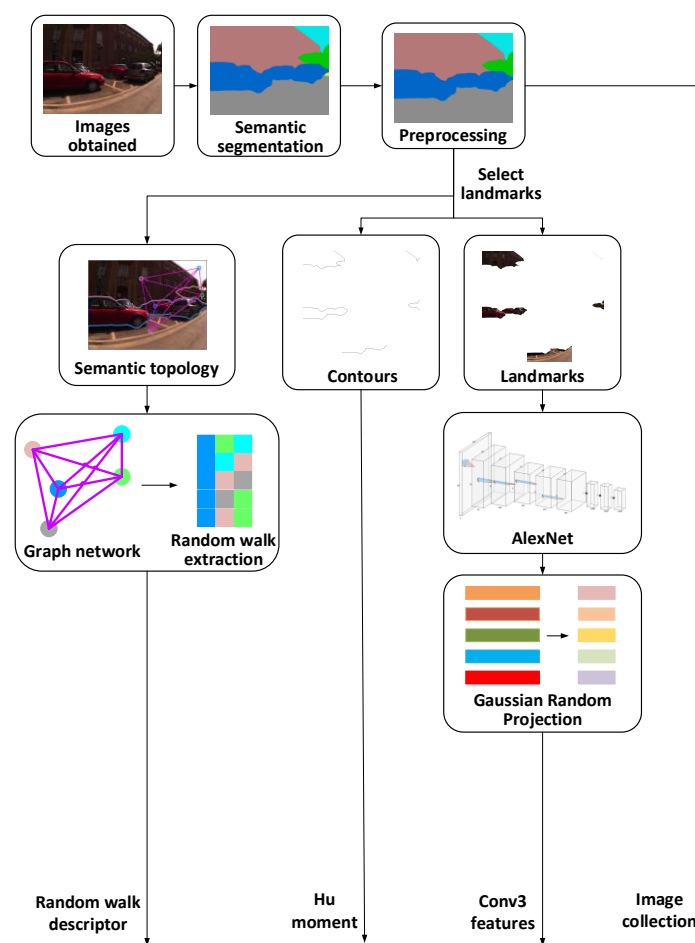 Images
obtained
Semantic
segmentation
Preprocessing
Select
landmarks
Semantic topology
Contours
Landmarks
Graph network
Random walk
extraction
AlexNet
Gaussian Random
Projection
Random walk
descriptor
Hu
moment
Conv3
features
Image
collection